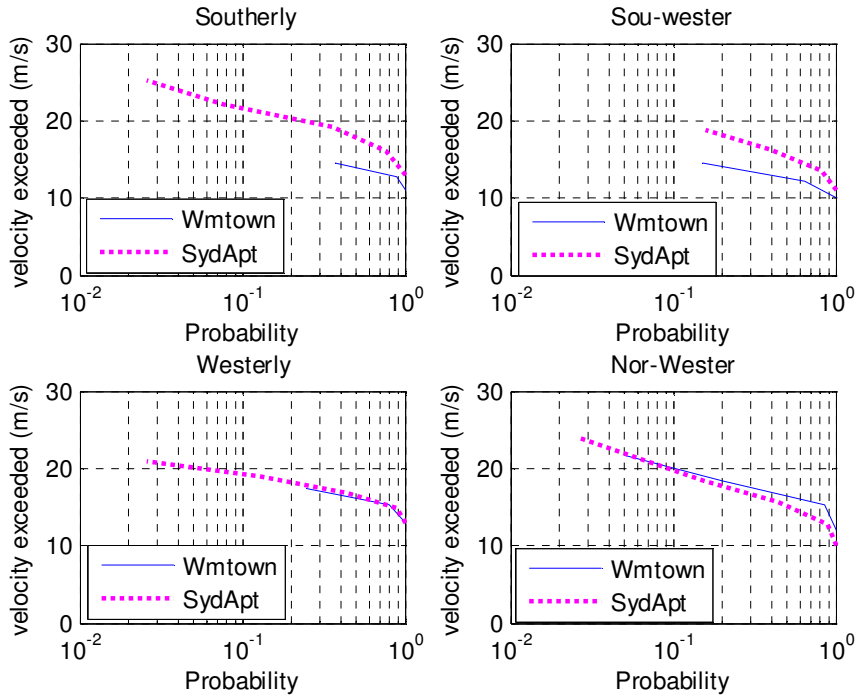 Southerly
velocity exceeded (m/s)
30
20
10
0
Wmtown
SydApt
10^-2
10^-1
10^0
Probability
Sou-wester
velocity exceeded (m/s)
30
20
10
0
Wmtown
SydApt
10^-2
10^-1
10^0
Probability
Westerly
velocity exceeded (m/s)
30
20
10
0
Wmtown
SydApt
10^-2
10^-1
10^0
Probability
Nor-Wester
velocity exceeded (m/s)
30
20
10
0
Wmtown
SydApt
10^-2
10^-1
10^0
Probability